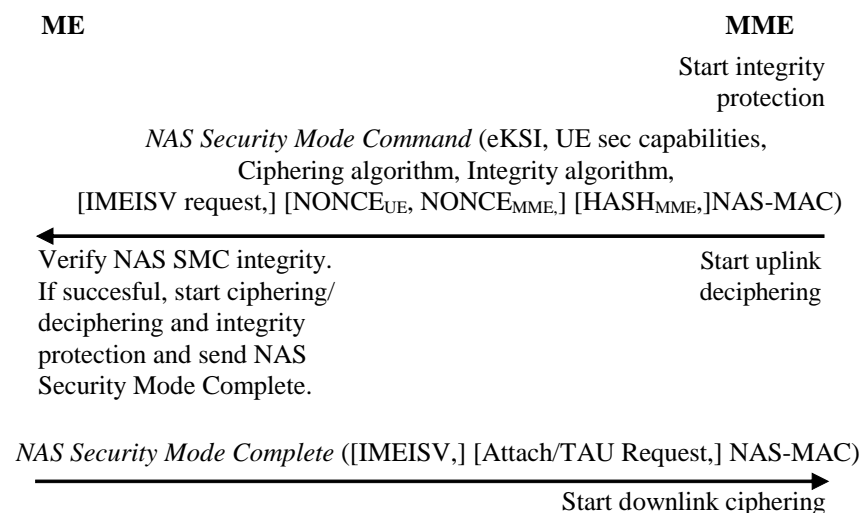 ME MME
Start integrity
protection
NAS Security Mode Command (eKSI, UE sec capabilities,
Ciphering algorithm, Integrity algorithm,
[IMEISV request,] [NONCEUE, NONCEMME,] [HASHMME,]NAS-MAC)
Verify NAS SMC integrity.
If succesful, start ciphering/
deciphering and integrity
protection and send NAS
Security Mode Complete.
Start uplink
deciphering
NAS Security Mode Complete ([IMEISV,] [Attach/TAU Request,] NAS-MAC)
Start downlink ciphering